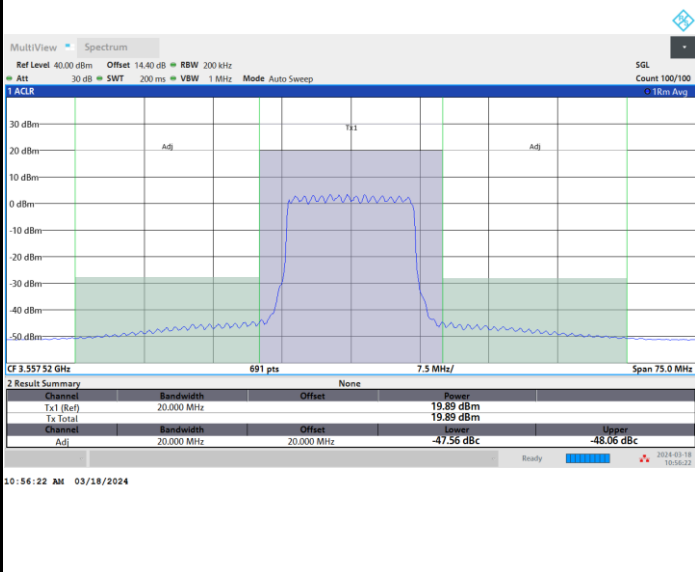 MultiView Spectrum
Ref Level 40.00 dBm Offset 14.40 dB RBW 200 kHz SGL
Att 30 dB SWT 200 ms VBW 1 MHz Mode Auto Sweep Count 100/100
1 ACLR 1Rm Avg
Tx1
Adj Adj
30 dBm
20 dBm
10 dBm
0 dBm
-10 dBm
-20 dBm
-30 dBm
-40 dBm
-50 dBm
CF 3.557 52 GHz 691 pts 7.5 MHz/ Span 75.0 MHz
2 Result Summary None
Channel Bandwidth Offset Power
Tx1 (Ref) 20.000 MHz 19.89 dBm
Tx Total 19.89 dBm
Channel Bandwidth Offset Lower Upper
Adj 20.000 MHz 20.000 MHz -47.56 dBc -48.06 dBc
Ready 2024-03-18
10:56:22
10:56:22 AM 03/18/2024